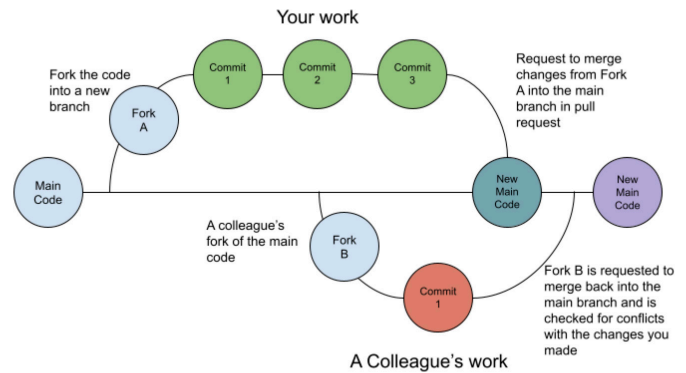 Your work
Fork the code
into a new
branch
Fork
A
Commit
1
Commit
2
Commit
3
Request to merge
changes from Fork
A into the main
branch in pull
request
Main
Code
New
Main
Code
New
Main
Code
A colleague's
fork of the main
code
Fork
B
Commit
1
Fork B is requested to
merge back into the
main branch and is
checked for conflicts
with the changes you
made
A Colleague's work